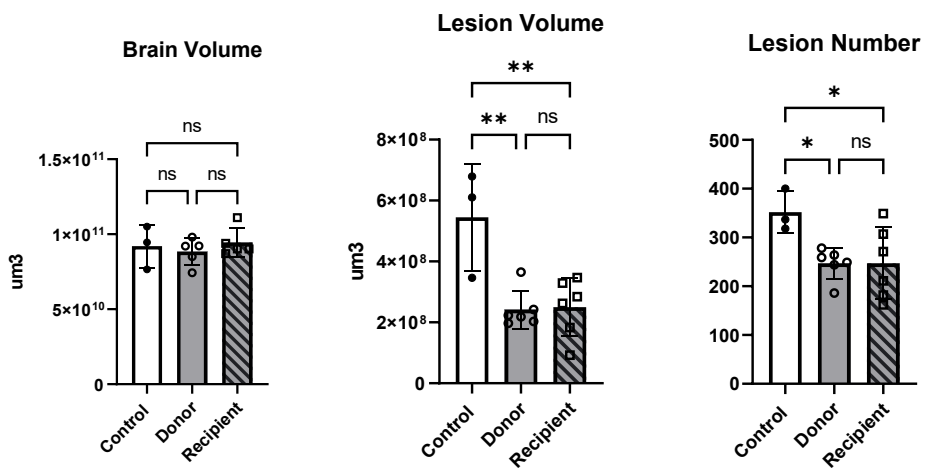 Brain Volume
ns
ns
ns
1.5×10¹¹
1×10¹¹
5×10¹⁰
0
um3
Control
Donor
Recipient
Lesion Volume
**
**
ns
8×10⁸
6×10⁸
4×10⁸
2×10⁸
0
um3
Control
Donor
Recipient
Lesion Number
*
*
ns
500
400
300
200
100
0
Control
Donor
Recipient